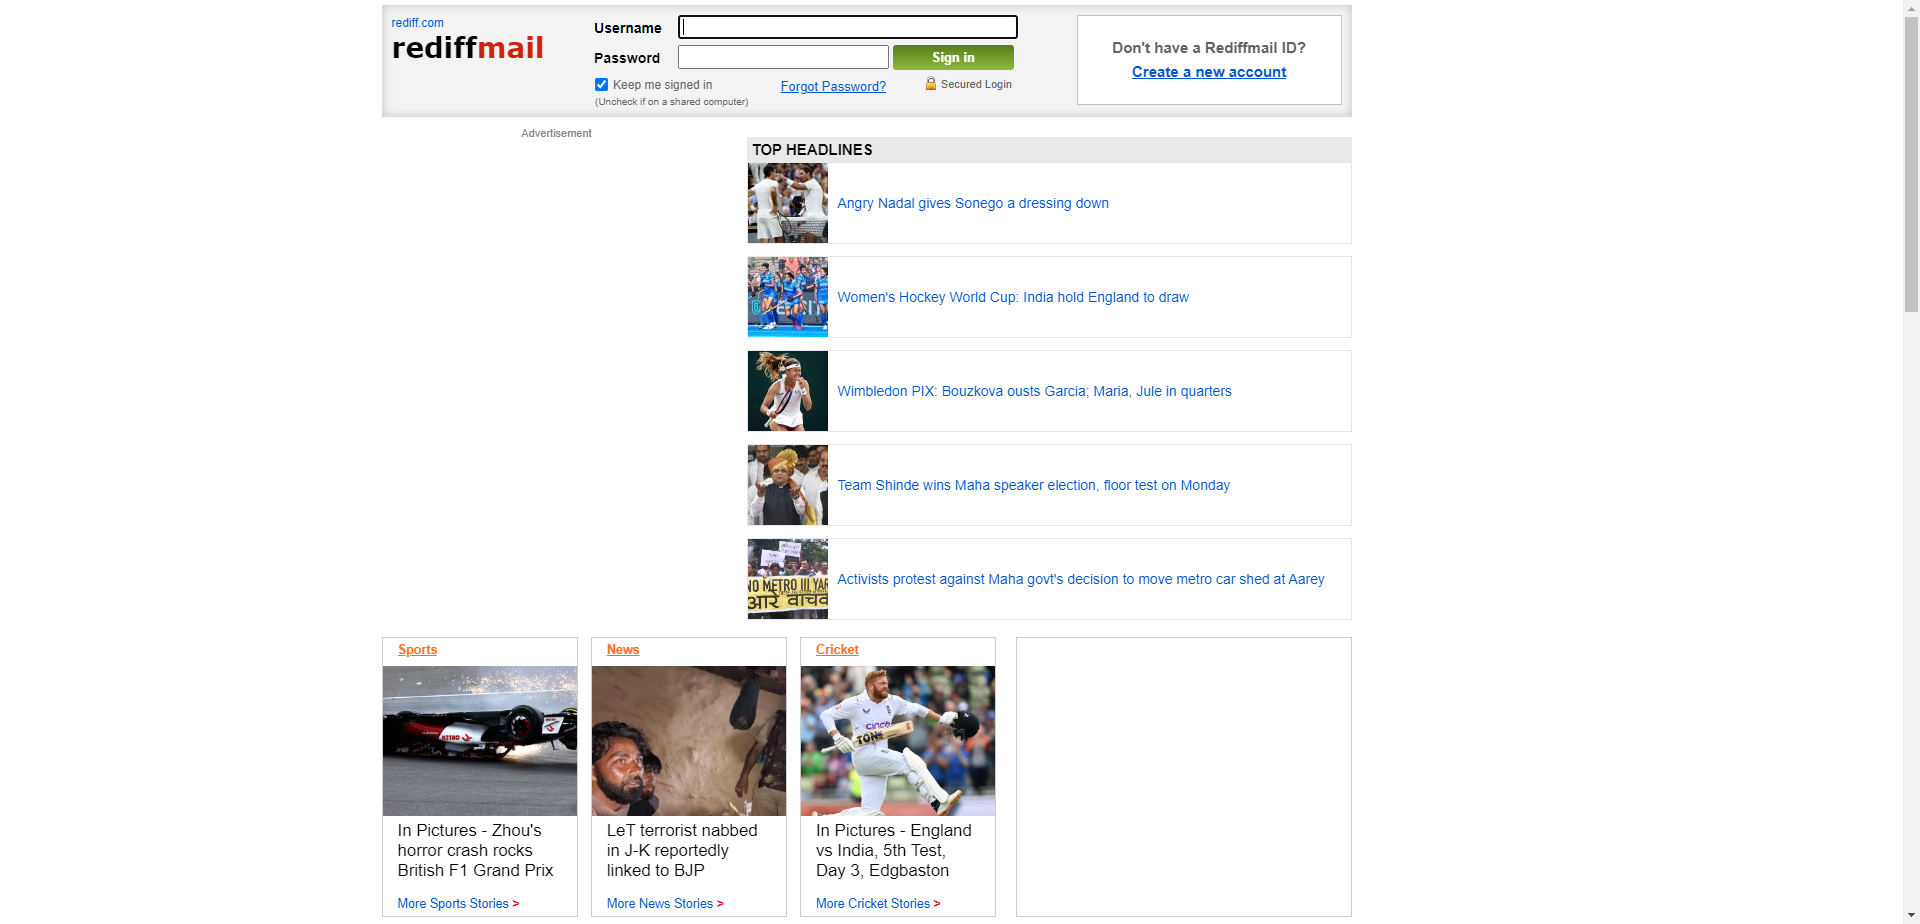 rediff.com
rediffmail
Username
Password
Sign in
Keep me signed in
Forgot Password?
Secured Login
(Uncheck if on a shared computer)
Don't have a Rediffmail ID?
Create a new account
Advertisement
TOP HEADLINES
Angry Nadal gives Sonego a dressing down
Women's Hockey World Cup: India hold England to draw
Wimbledon PIX: Bouzkova ousts Garcia; Maria, Jule in quarters
Team Shinde wins Maha speaker election, floor test on Monday
NO METRO III YAR
आरे वाचव
Activists protest against Maha govt's decision to move metro car shed at Aarey
Sports
ORLEN
In Pictures - Zhou's
horror crash rocks
British F1 Grand Prix
More Sports Stories >
News
LeT terrorist nabbed
in J-K reportedly
linked to BJP
More News Stories >
Cricket
cinch
TON
In Pictures - England
vs India, 5th Test,
Day 3, Edgbaston
More Cricket Stories >